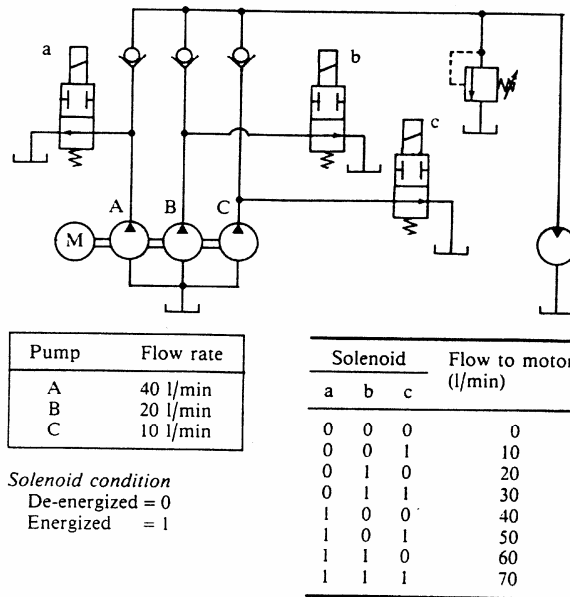 a
b
c
A
B
C
M
Pump Flow rate
A 40 l/min
B 20 l/min
C 10 l/min
Solenoid condition
De-energized = 0
Energized = 1
Solenoid Flow to motor
a b c (l/min)
0 0 0 0
0 0 1 10
0 1 0 20
0 1 1 30
1 0 0 40
1 0 1 50
1 1 0 60
1 1 1 70